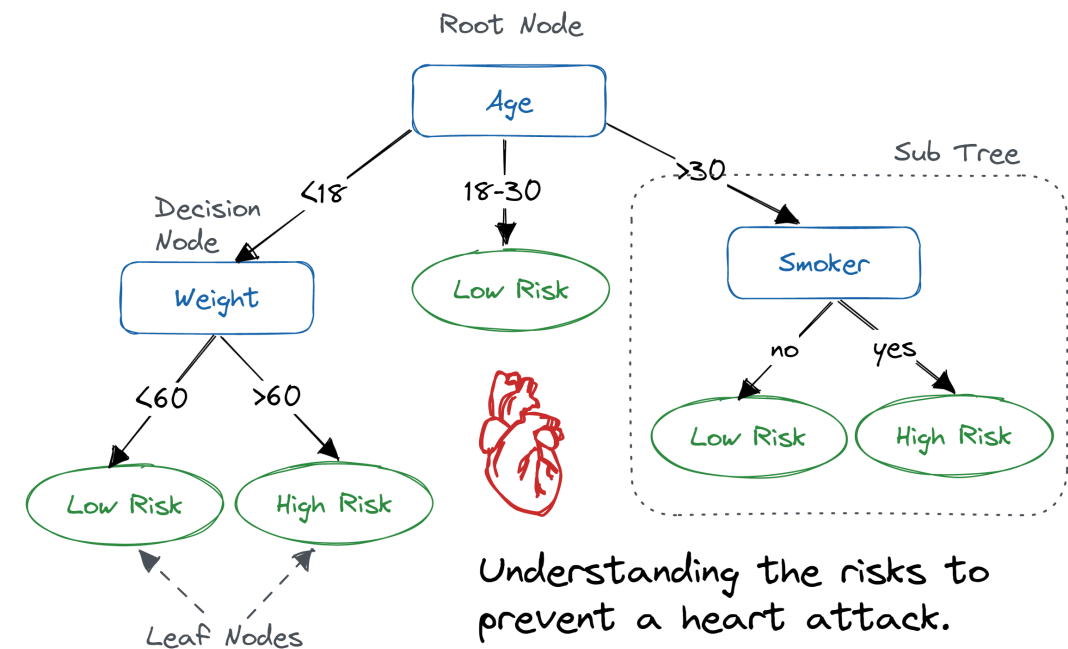 Root Node
Age
Sub Tree
>30
<18
18-30
Decision
Node
Smoker
Weight
Low Risk
no
yes
<60
>60
Low Risk
High Risk
Low Risk
High Risk
Understanding the risks to
prevent a heart attack.
Leaf Nodes